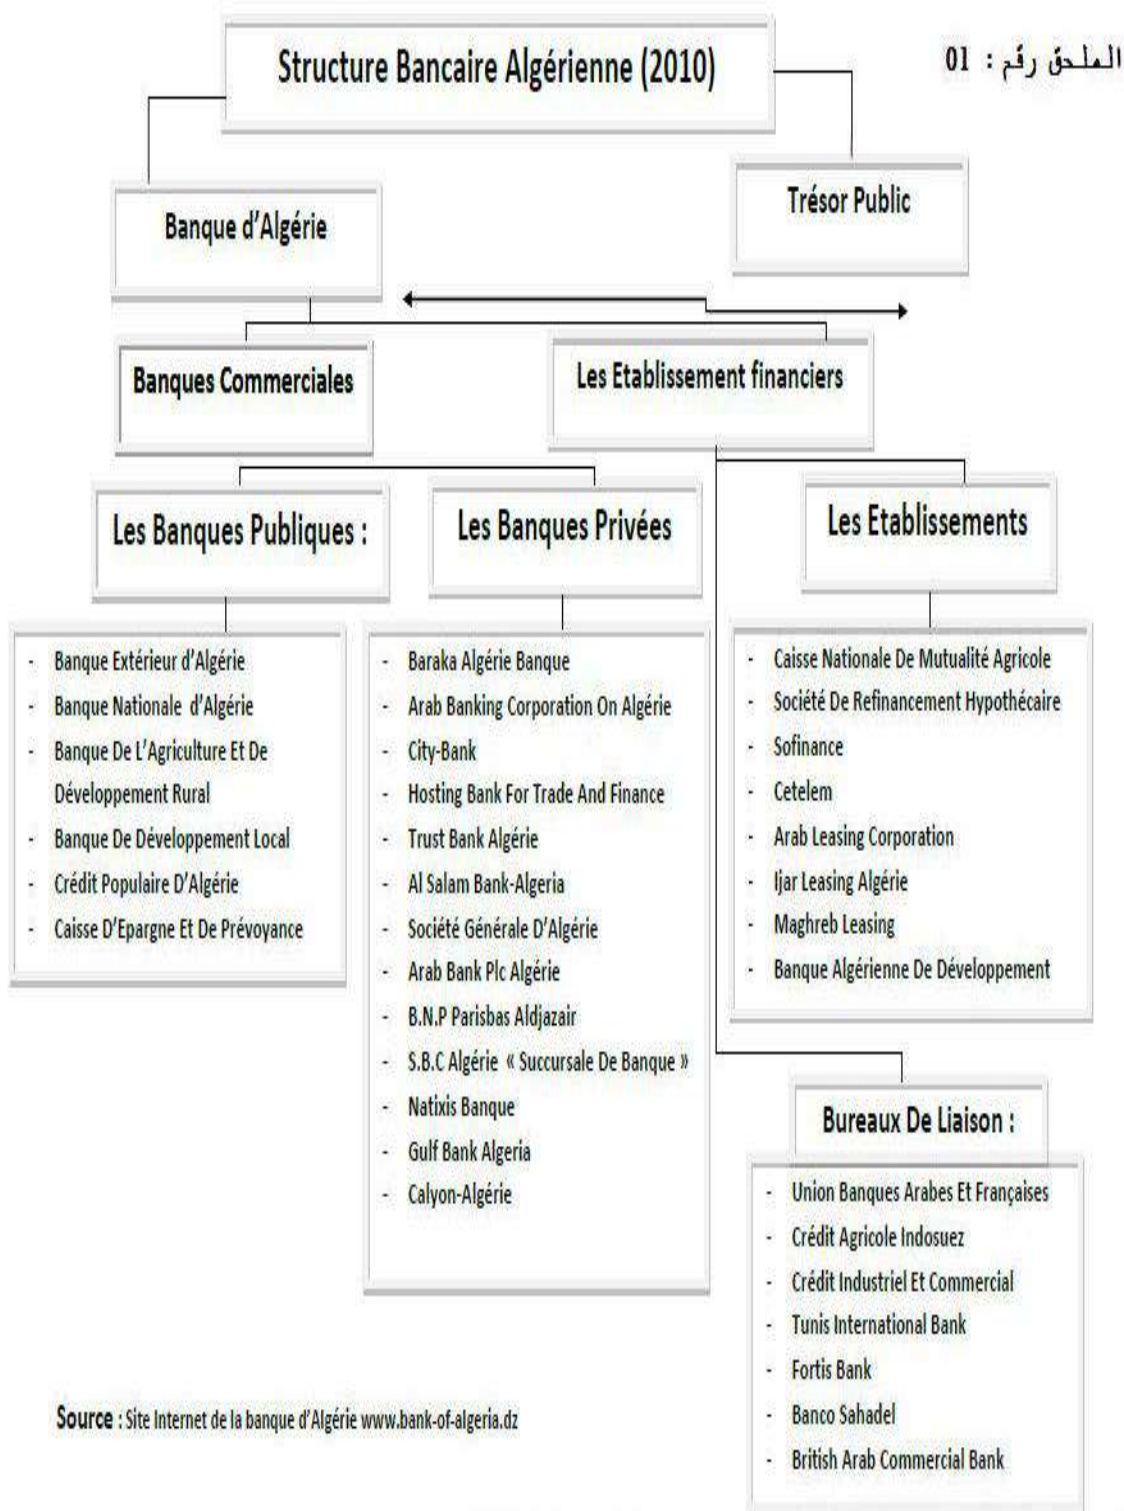 الملحق رقم : 01
Structure Bancaire Algérienne (2010)
Trésor Public
Banque d'Algérie
Banques Commerciales
Les Etablissement financiers
Les Banques Publiques :
Les Banques Privées
Les Etablissements
- Banque Extérieur d'Algérie
- Banque Nationale d'Algérie
- Banque De L'Agriculture Et De
Développement Rural
- Banque De Développement Local
- Crédit Populaire D'Algérie
- Caisse D'Epargne Et De Prévoyance
- Baraka Algérie Banque
- Arab Banking Corporation On Algérie
- City-Bank
- Hosting Bank For Trade And Finance
- Trust Bank Algérie
- Al Salam Bank-Algeria
- Société Générale D'Algérie
- Arab Bank Plc Algérie
- B.N.P Parisbas Aldjazair
- S.B.C Algérie « Succursale De Banque »
- Natixis Banque
- Gulf Bank Algeria
- Calyon-Algérie
- Caisse Nationale De Mutualité Agricole
- Société De Refinancement Hypothécaire
- Sofinance
- Cetelem
- Arab Leasing Corporation
- Ijar Leasing Algérie
- Maghreb Leasing
- Banque Algérienne De Développement
Bureaux De Liaison :
- Union Banques Arabes Et Françaises
- Crédit Agricole Indosuez
- Crédit Industriel Et Commercial
- Tunis International Bank
- Fortis Bank
- Banco Sahadel
- British Arab Commercial Bank
Source : Site Internet de la banque d'Algérie www.bank-of-algeria.dz